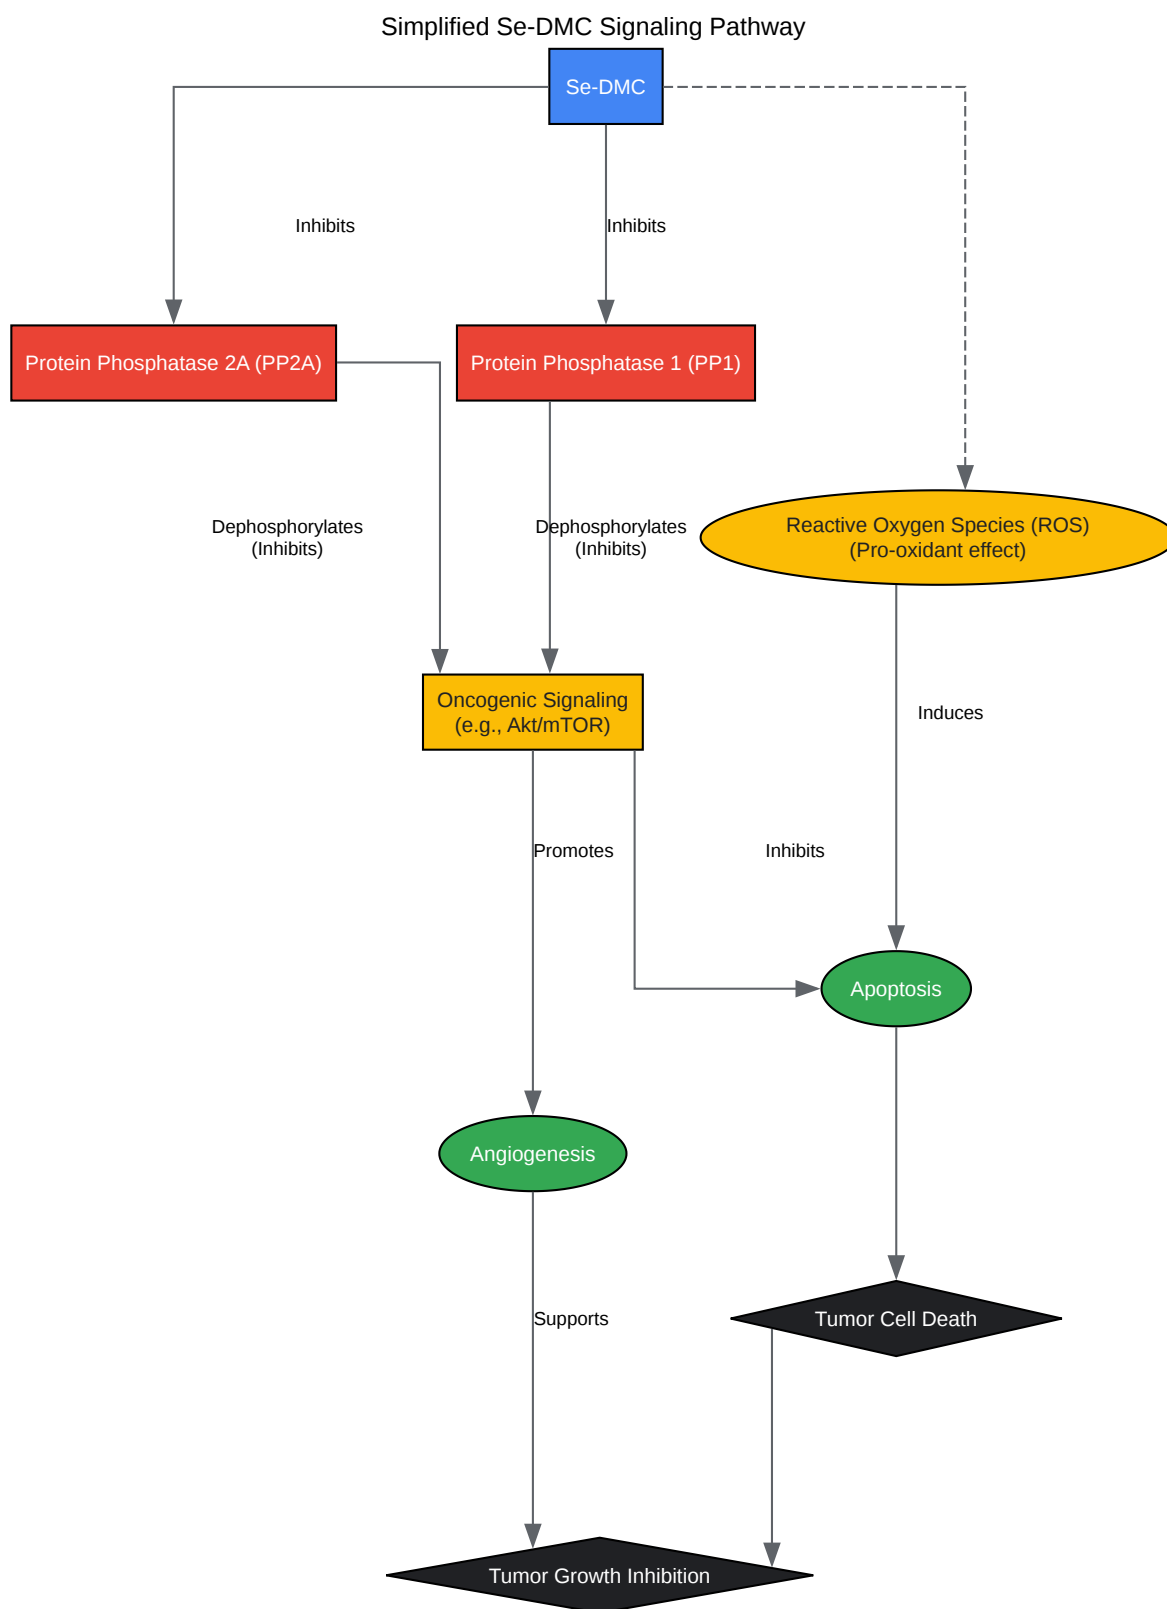 Simplified Se-DMC Signaling Pathway
Se-DMC
Inhibits
Inhibits
Protein Phosphatase 2A (PP2A)
Protein Phosphatase 1 (PP1)
Dephosphorylates
(Inhibits)
Dephosphorylates
(Inhibits)
Reactive Oxygen Species (ROS)
(Pro-oxidant effect)
Oncogenic Signaling
(e.g., Akt/mTOR)
Induces
Promotes
Inhibits
Apoptosis
Angiogenesis
Supports
Tumor Cell Death
Tumor Growth Inhibition